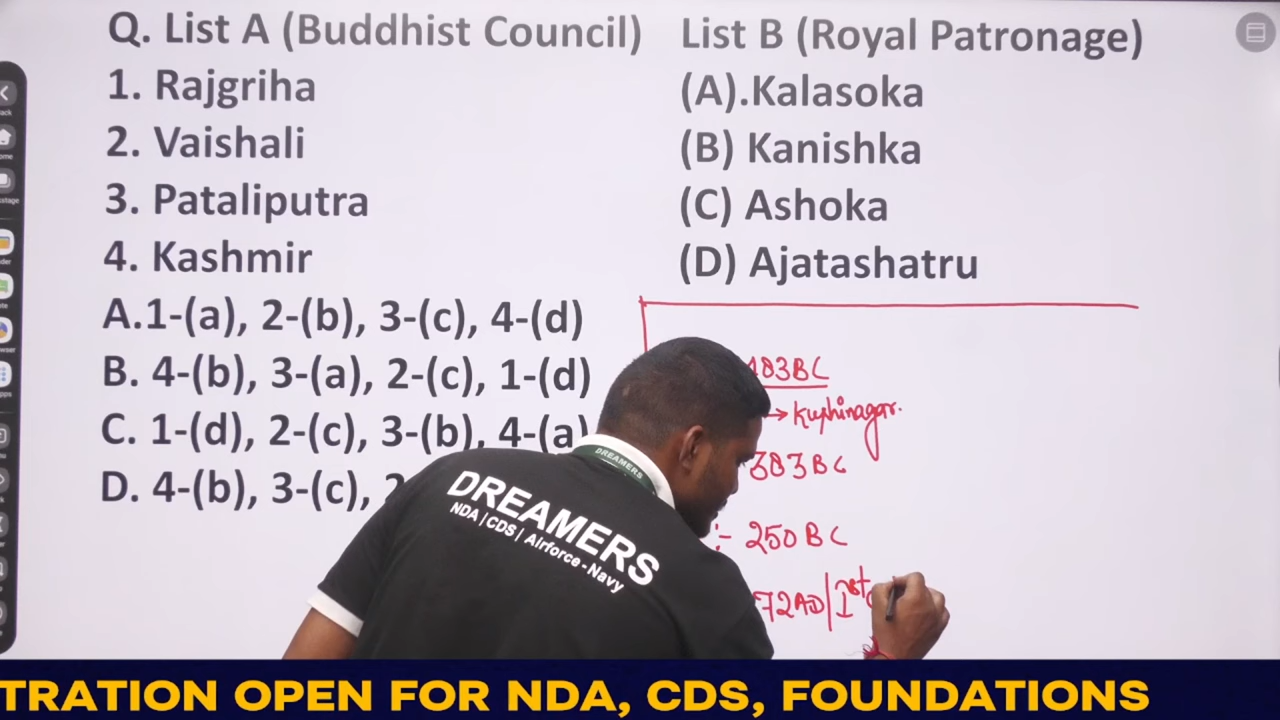 Q. List A (Buddhist Council) List B (Royal Patronage)
1. Rajgriha (A).Kalasoka
2. Vaishali (B) Kanishka
3. Pataliputra (C) Ashoka
4. Kashmir (D) Ajatashatru
A.1-(a), 2-(b), 3-(c), 4-(d)
B. 4-(b), 3-(a), 2-(c), 1-(d)
C. 1-(d), 2-(c), 3-(b), 4-(a)
D. 4-(b), 3-(c),
483BC
→ Kushinagar.
383BC
:- 250BC
72AD/Ist
DREAMERS
DREAMERS
NDA | CDS | Airforce-Navy
TRATION OPEN FOR NDA, CDS, FOUNDATIONS